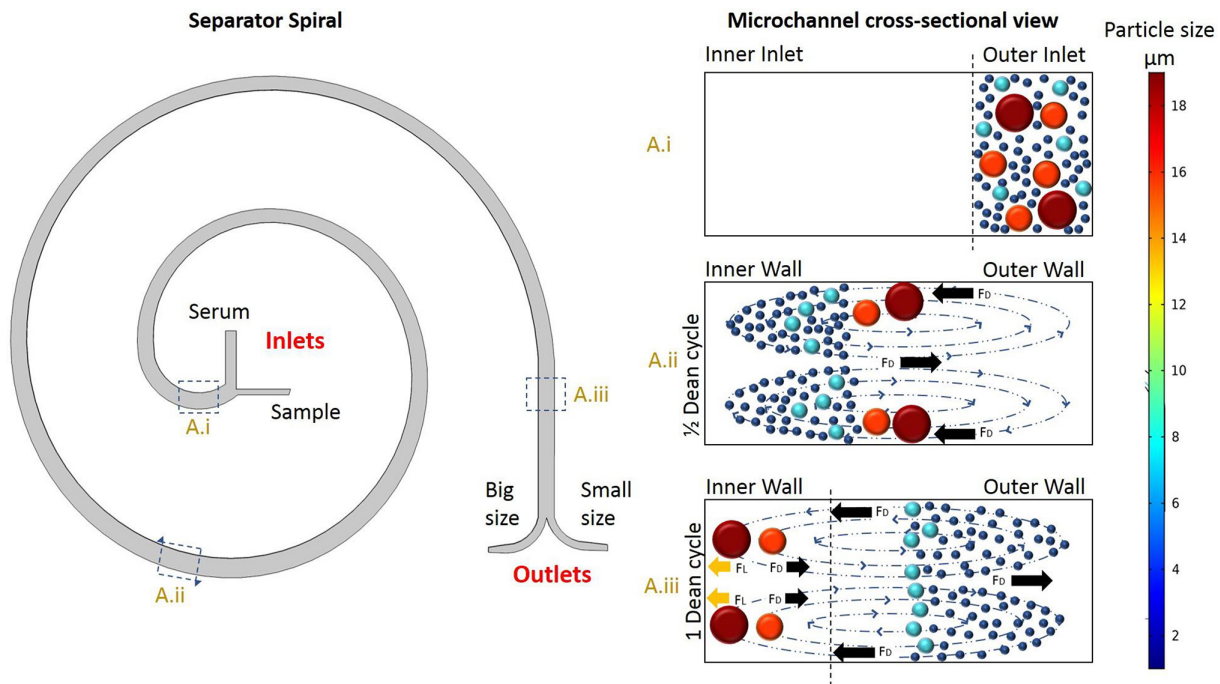 Separator Spiral
Serum
Inlets
Sample
A.i
A.ii
A.iii
Big
size
Small
size
Outlets
Microchannel cross-sectional view
Inner Inlet
Outer Inlet
A.i
Inner Wall
Outer Wall
½ Dean cycle
A.ii
FD
FD
FD
Inner Wall
Outer Wall
1 Dean cycle
A.iii
FD
FL
FD
FD
FL
FD
FD
Particle size
µm
18
16
14
12
10
8
6
4
2